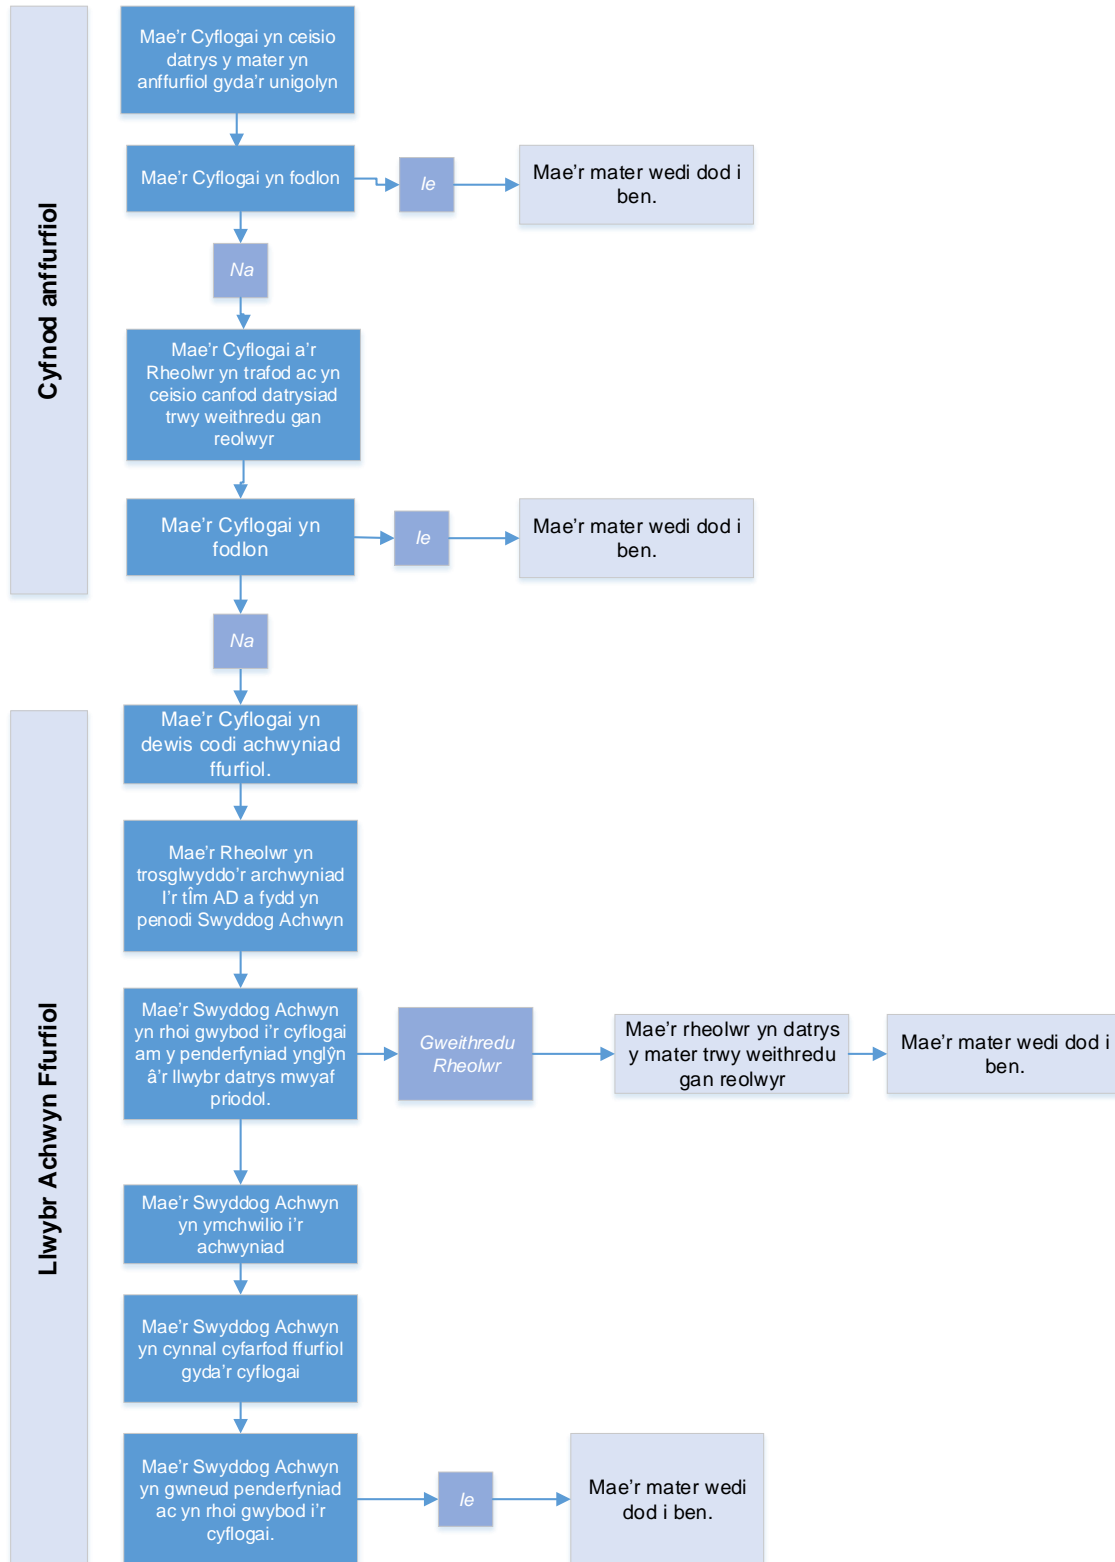 Cyfnod anffurfiol
Mae'r Cyflogai yn ceisio
datrys y mater yn
anffurfiol gyda'r unigolyn
Mae'r Cyflogai yn fodlon
Ie
Mae'r mater wedi dod i
ben.
Na
Mae'r Cyflogai a'r
Rheolwr yn trafod ac yn
ceisio canfod datrysiad
trwy weithredu gan
reolwyr
Mae'r Cyflogai yn
fodlon
Ie
Mae'r mater wedi dod i
ben.
Na
Llwybr Achwyn Ffurfiol
Mae'r Cyflogai yn
dewis codi achwyniad
ffurfiol.
Mae'r Rheolwr yn
trosglwyddo'r archwyniad
I'r tÎm AD a fydd yn
penodi Swyddog Achwyn
Mae'r Swyddog Achwyn
yn rhoi gwybod i'r cyflogai
am y penderfyniad ynglŷn
â'r llwybr datrys mwyaf
priodol.
Gweithredu
Rheolwr
Mae'r rheolwr yn datrys
y mater trwy weithredu
gan reolwyr
Mae'r mater wedi dod i
ben.
Mae'r Swyddog Achwyn
yn ymchwilio i'r
achwyniad
Mae'r Swyddog Achwyn
yn cynnal cyfarfod ffurfiol
gyda'r cyflogai
Mae'r Swyddog Achwyn
yn gwneud penderfyniad
ac yn rhoi gwybod i'r
cyflogai.
Ie
Mae'r mater wedi
dod i ben.